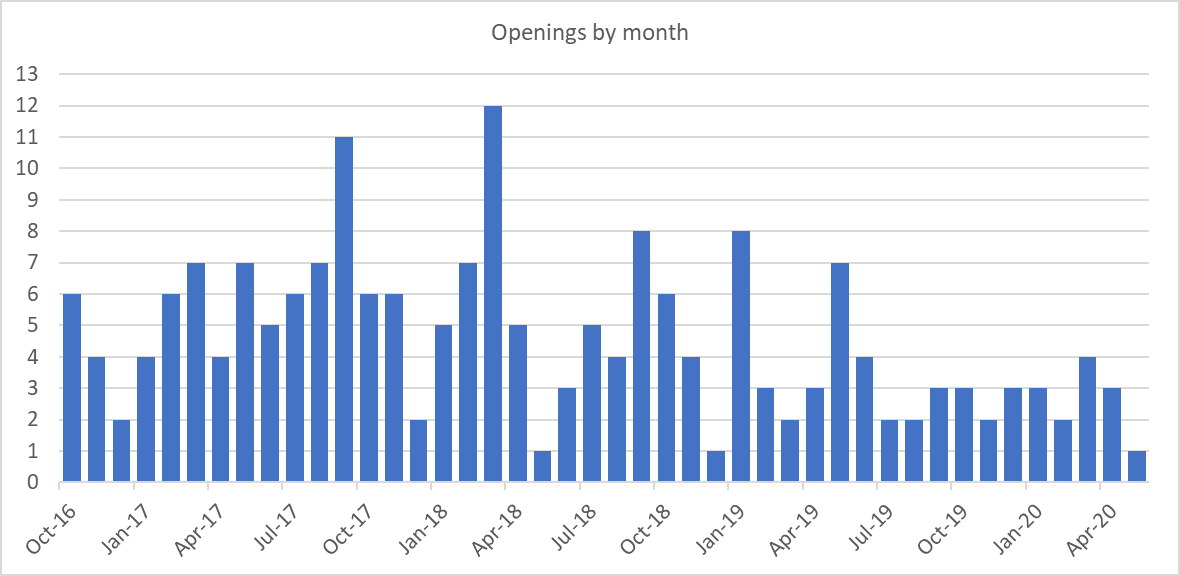 Openings by month
13
12
11
10
9
8
7
6
5
4
3
2
1
0
Oct-16
Jan-17
Apr-17
Jul-17
Oct-17
Jan-18
Apr-18
Jul-18
Oct-18
Jan-19
Apr-19
Jul-19
Oct-19
Jan-20
Apr-20